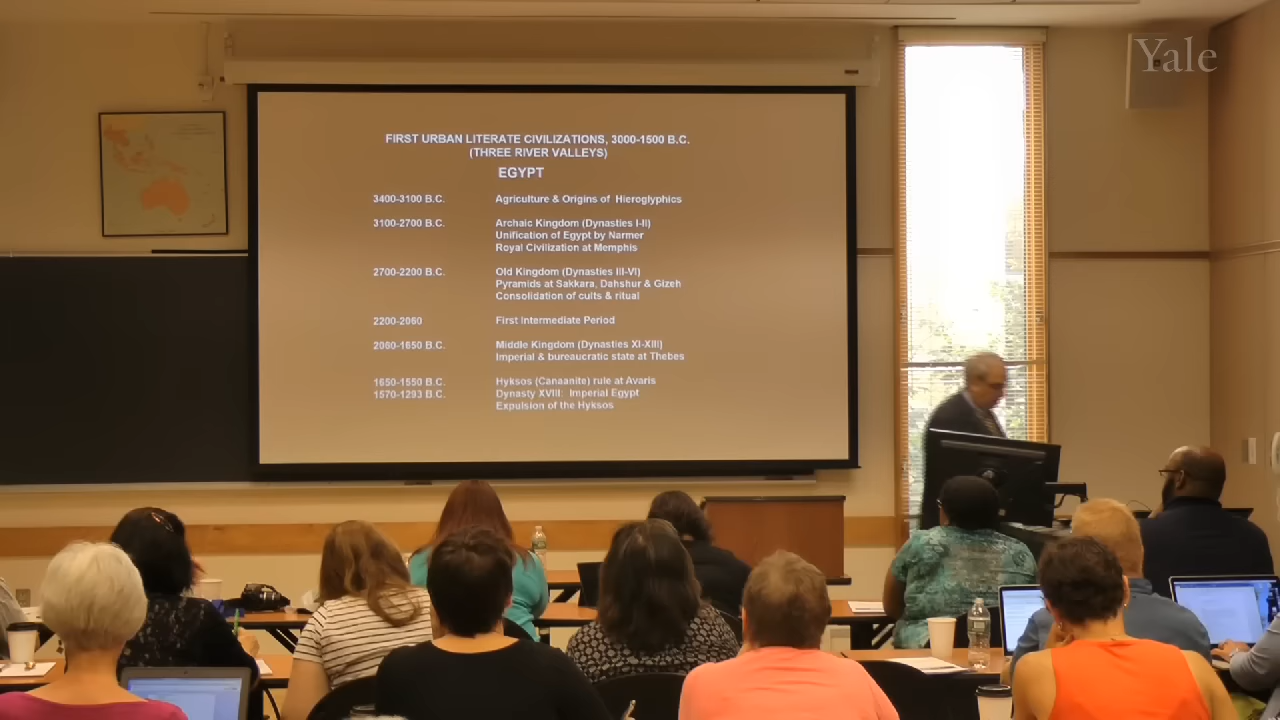 Yale
FIRST URBAN LITERATE CIVILIZATIONS, 3000-1500 B.C.
(THREE RIVER VALLEYS)
EGYPT
3400-3100 B.C. Agriculture & Origins of Hieroglyphics
3100-2700 B.C. Archaic Kingdom (Dynasties I-II)
Unification of Egypt by Narmer
Royal Civilization at Memphis
2700-2200 B.C. Old Kingdom (Dynasties III-VI)
Pyramids at Sakkara, Dahshur & Gizeh
Consolidation of cults & ritual
2200-2060 First Intermediate Period
2060-1650 B.C. Middle Kingdom (Dynasties XI-XIII)
Imperial & bureaucratic state at Thebes
1650-1550 B.C. Hyksos (Canaanite) rule at Avaris
1570-1293 B.C. Dynasty XVIII: Imperial Egypt
Expulsion of the Hyksos